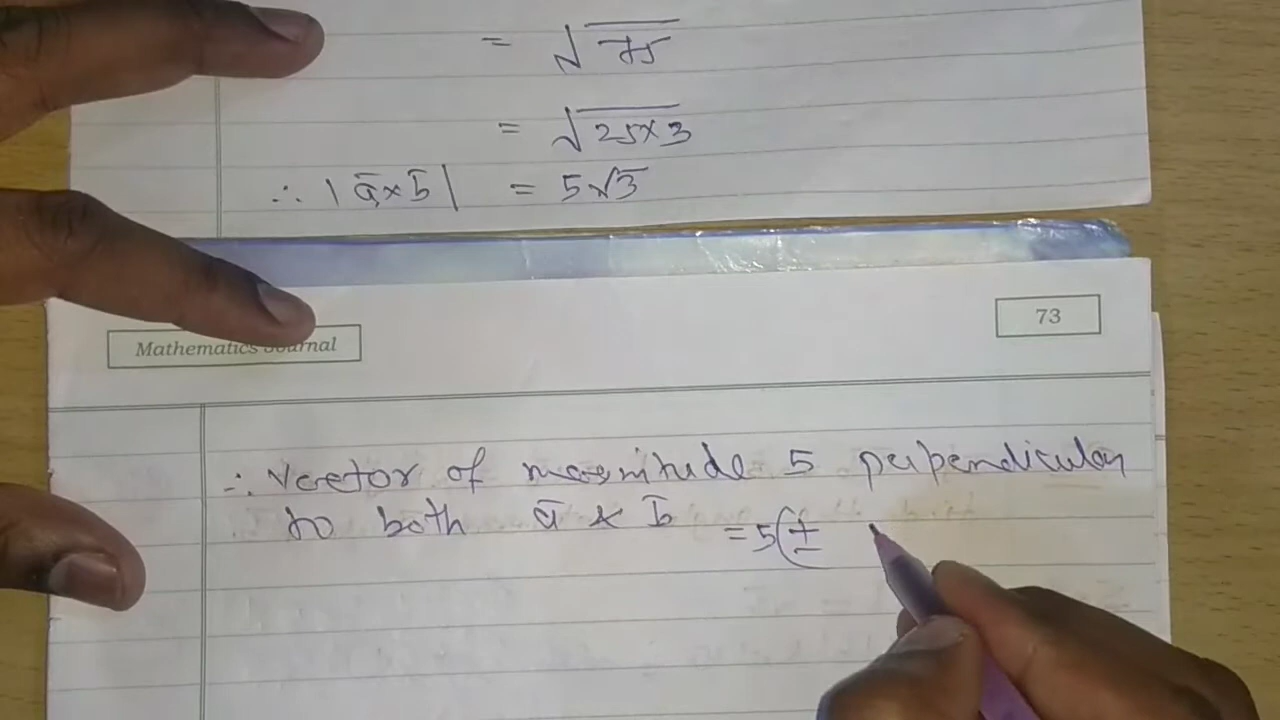 = √75
= √25×3
∴ |a̅×b̅| = 5√3
73
Mathematics Journal
∴ Vector of magnitude 5 perpendicular
to both a̅ & b̅ = 5(±